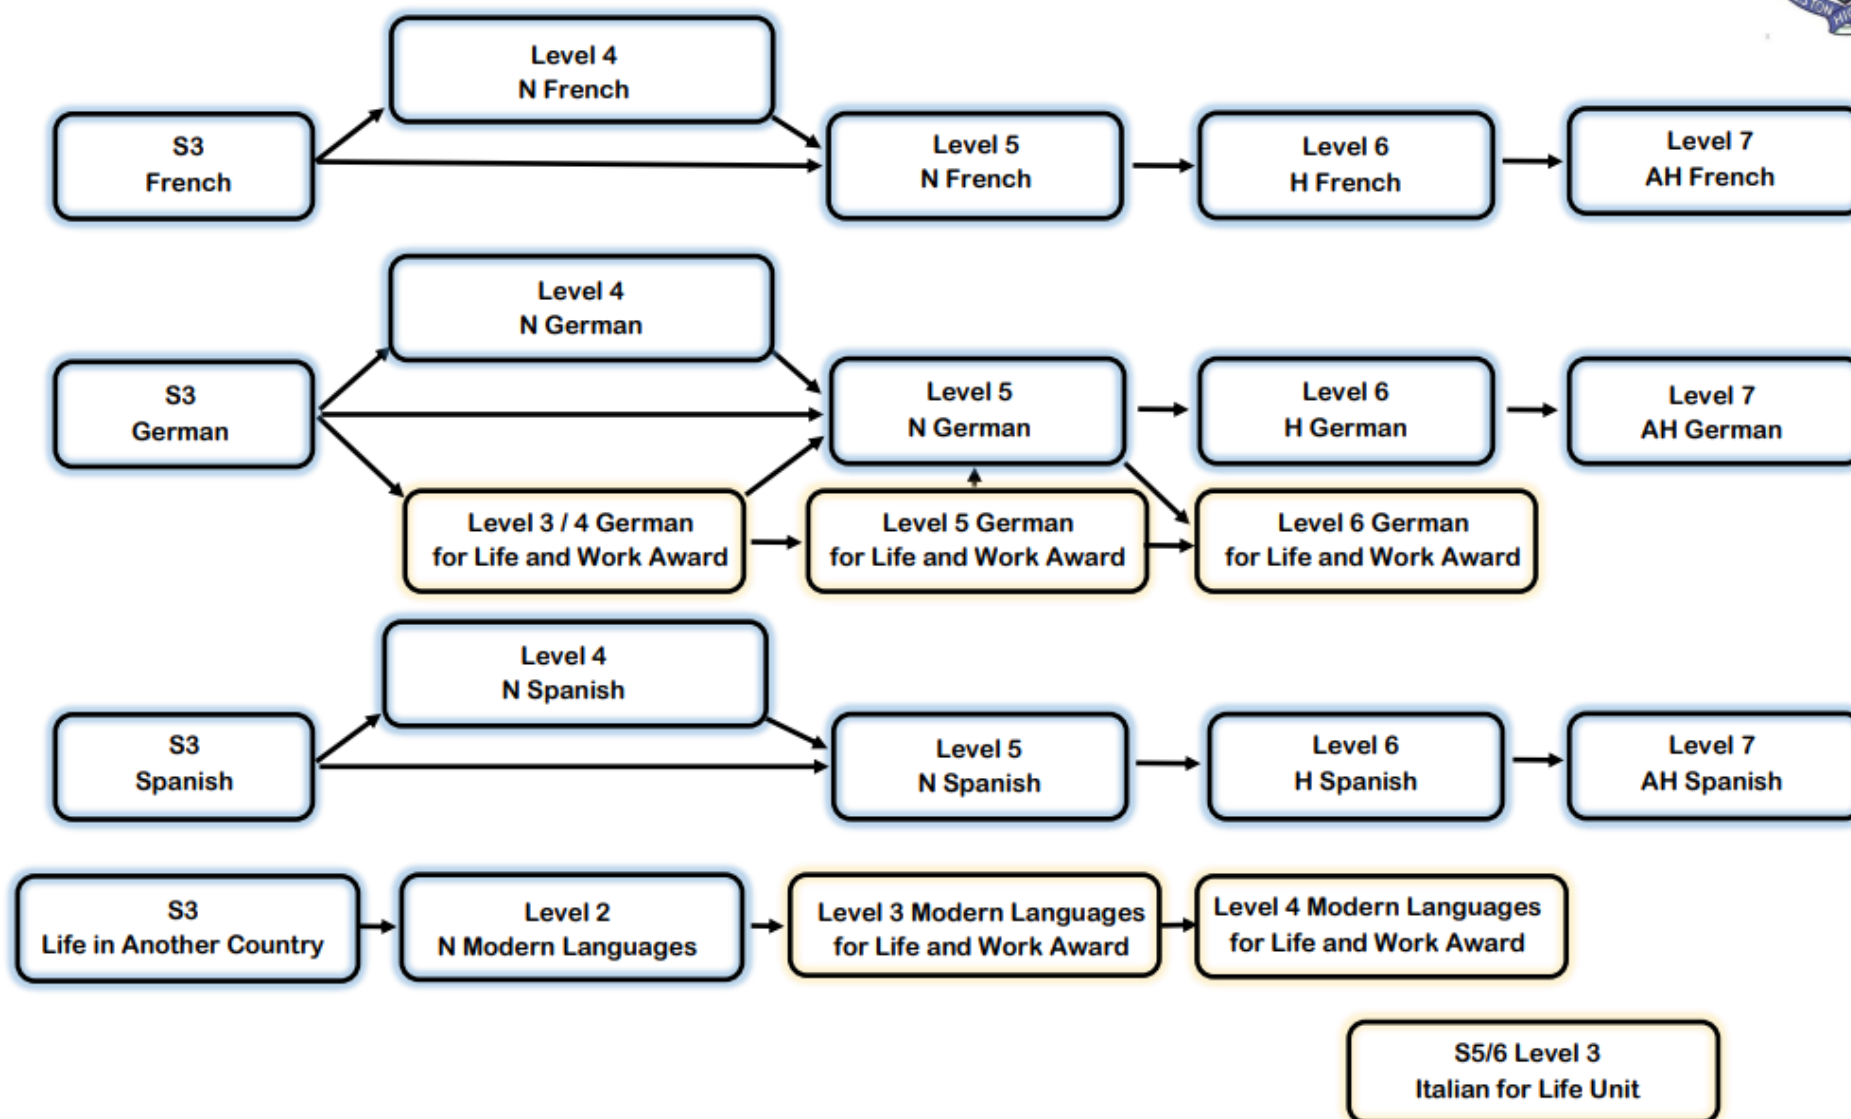 Level 4
N French
S3
French
Level 5
N French
Level 6
H French
Level 7
AH French
Level 4
N German
S3
German
Level 5
N German
Level 6
H German
Level 7
AH German
Level 3 / 4 German
for Life and Work Award
Level 5 German
for Life and Work Award
Level 6 German
for Life and Work Award
Level 4
N Spanish
S3
Spanish
Level 5
N Spanish
Level 6
H Spanish
Level 7
AH Spanish
S3
Life in Another Country
Level 2
N Modern Languages
Level 3 Modern Languages
for Life and Work Award
Level 4 Modern Languages
for Life and Work Award
S5/6 Level 3
Italian for Life Unit